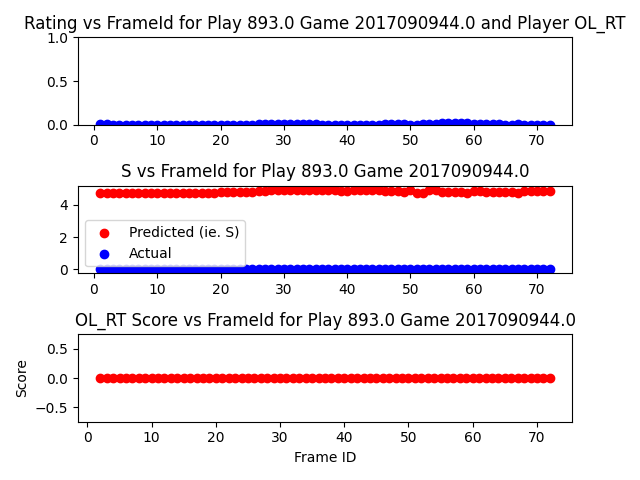 Rating vs FrameId for Play 893.0 Game 2017090944.0 and Player OL_RT
1.0
0.5
0.0
0 10 20 30 40 50 60 70
S vs FrameId for Play 893.0 Game 2017090944.0
4
2
0
Predicted (ie. S)
Actual
0 10 20 30 40 50 60 70
OL_RT Score vs FrameId for Play 893.0 Game 2017090944.0
Score
0.5
0.0
−0.5
0 10 20 30 40 50 60 70
Frame ID